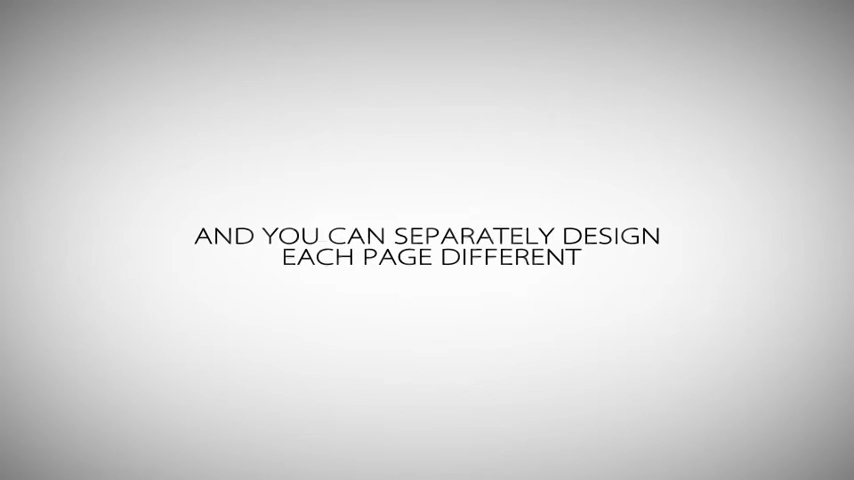 AND YOU CAN SEPARATELY DESIGN
EACH PAGE DIFFERENT